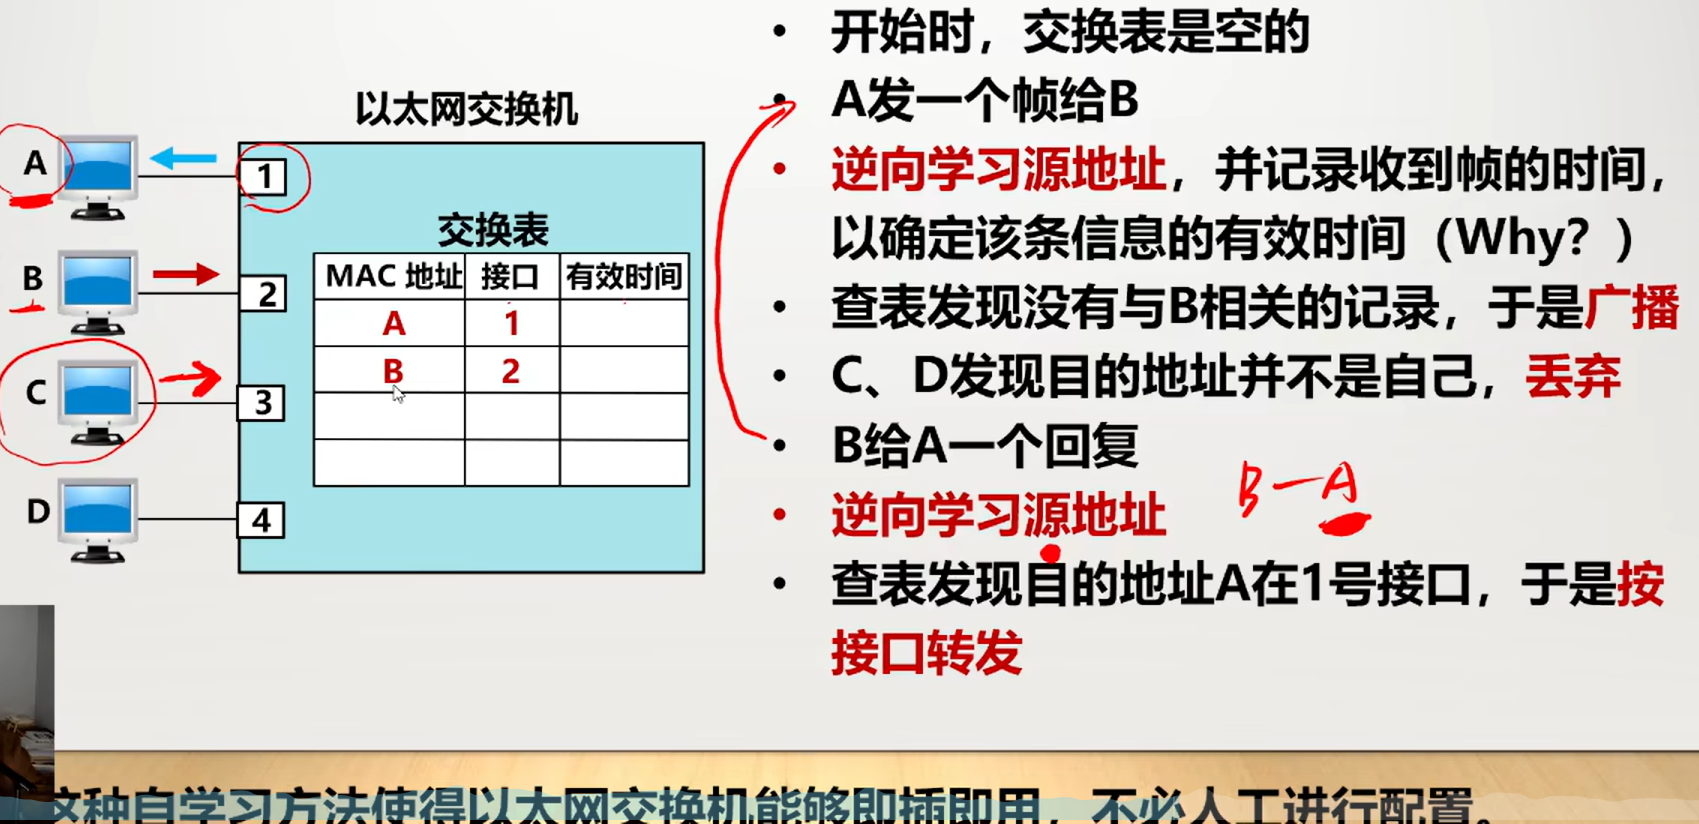 以太网交换机
A
1
B
2
C
3
D
4
交换表
MAC 地址 接口 有效时间
A 1
B 2
• 开始时，交换表是空的
• A发一个帧给B
• 逆向学习源地址，并记录收到帧的时间，
以确定该条信息的有效时间（Why？）
• 查表发现没有与B相关的记录，于是广播
• C、D发现目的地址并不是自己，丢弃
• B给A一个回复
B—A
• 逆向学习源地址
• 查表发现目的地址A在1号接口，于是按
接口转发
这种自学习方法使得以太网交换机能够即插即用，不必人工进行配置。